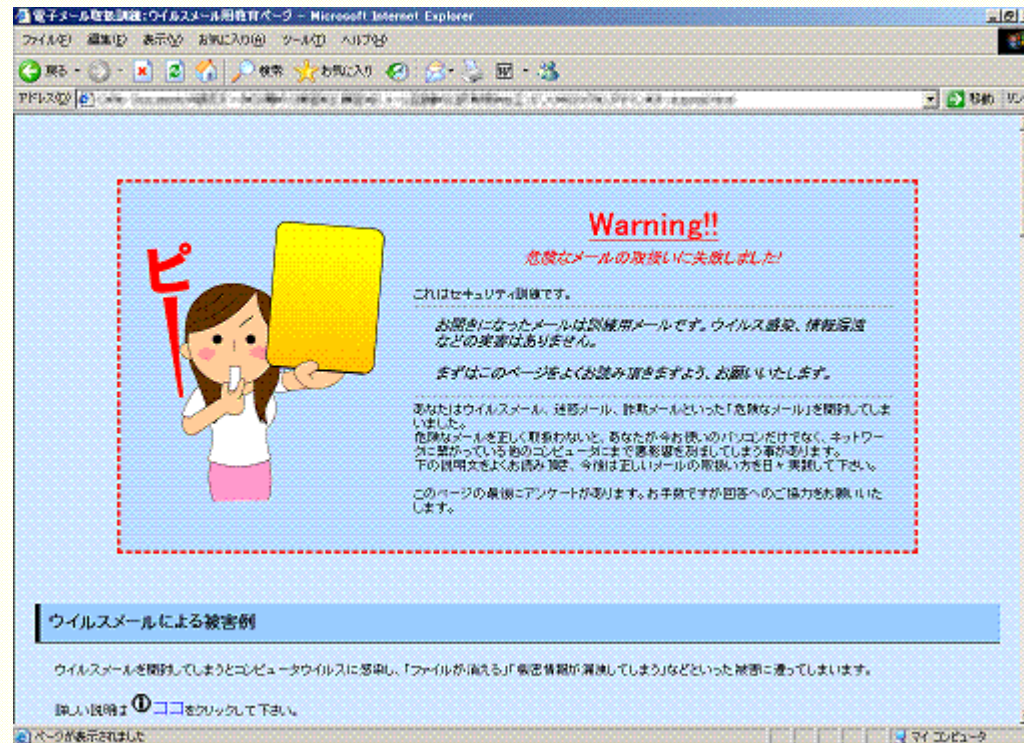 電子メール取扱訓練:ウイルスメール用教育ページ - Microsoft Internet Explorer
ファイル(F) 編集(E) 表示(V) お気に入り(A) ツール(T) ヘルプ(H)
戻る 検索 お気に入り
アドレス(D) 移動 リン
ピー
Warning!!
危険なメールの取扱いに失敗しました!
これはセキュリティ訓練です。
お開きになったメールは訓練用メールです。ウイルス感染、情報漏洩
などの実害はありません。
まずはこのページをよくお読み頂きますよう、お願いいたします。
あなたはウイルスメール、迷惑メール、詐欺メールといった「危険なメール」を開封してしま
いました。
危険なメールを正しく取扱わないと、あなたが今お使いのパソコンだけでなく、ネットワー
クに繋がっている他のコンピュータにまで悪影響を及ぼしてしまう事があります。
下の説明文をよくお読み頂き、今後は正しいメールの取扱い方を日々実践して下さい。
このページの最後にアンケートがあります。お手数ですが回答へのご協力をお願いいた
します。
ウイルスメールによる被害例
ウイルスメールを開封してしまうとコンピュータウイルスに感染し、「ファイルが消える」「機密情報が漏洩してしまう」などといった被害に遭ってしまいます。
詳しい説明は ココをクリックして下さい。
ページが表示されました マイ コンピュータ